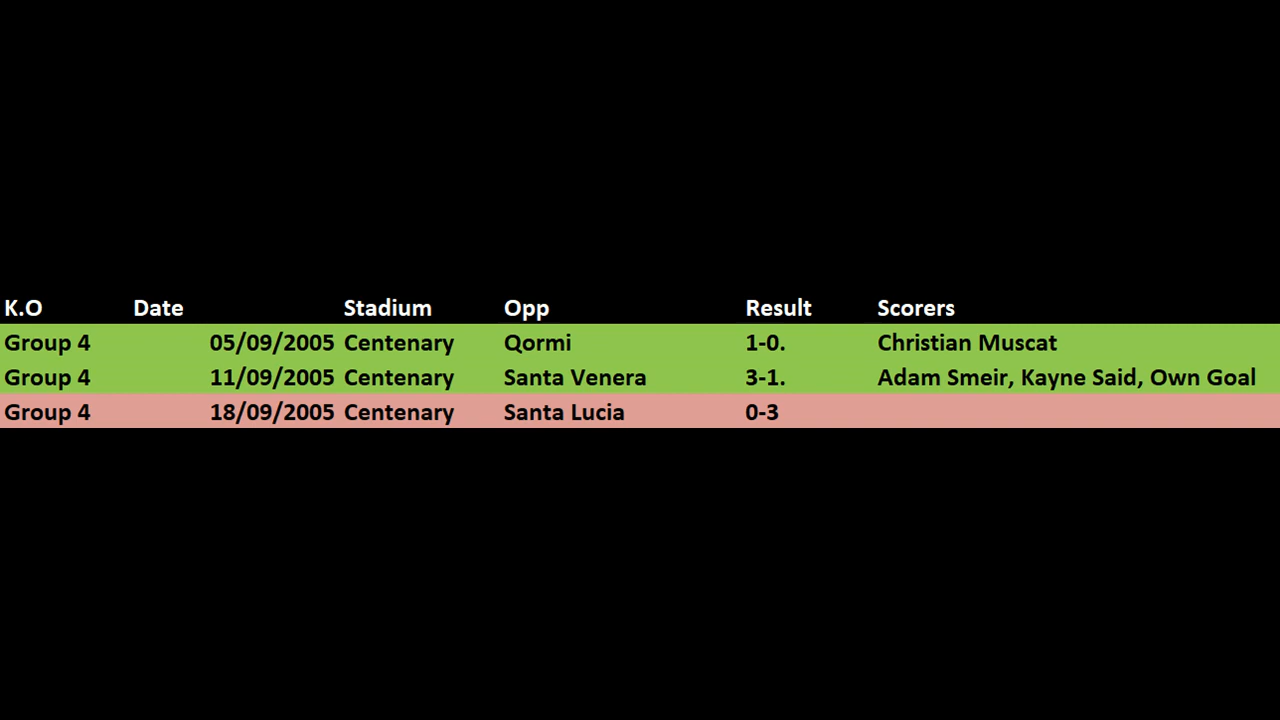 K.O Date Stadium Opp Result Scorers
Group 4 05/09/2005 Centenary Qormi 1-0. Christian Muscat
Group 4 11/09/2005 Centenary Santa Venera 3-1. Adam Smeir, Kayne Said, Own Goal
Group 4 18/09/2005 Centenary Santa Lucia 0-3